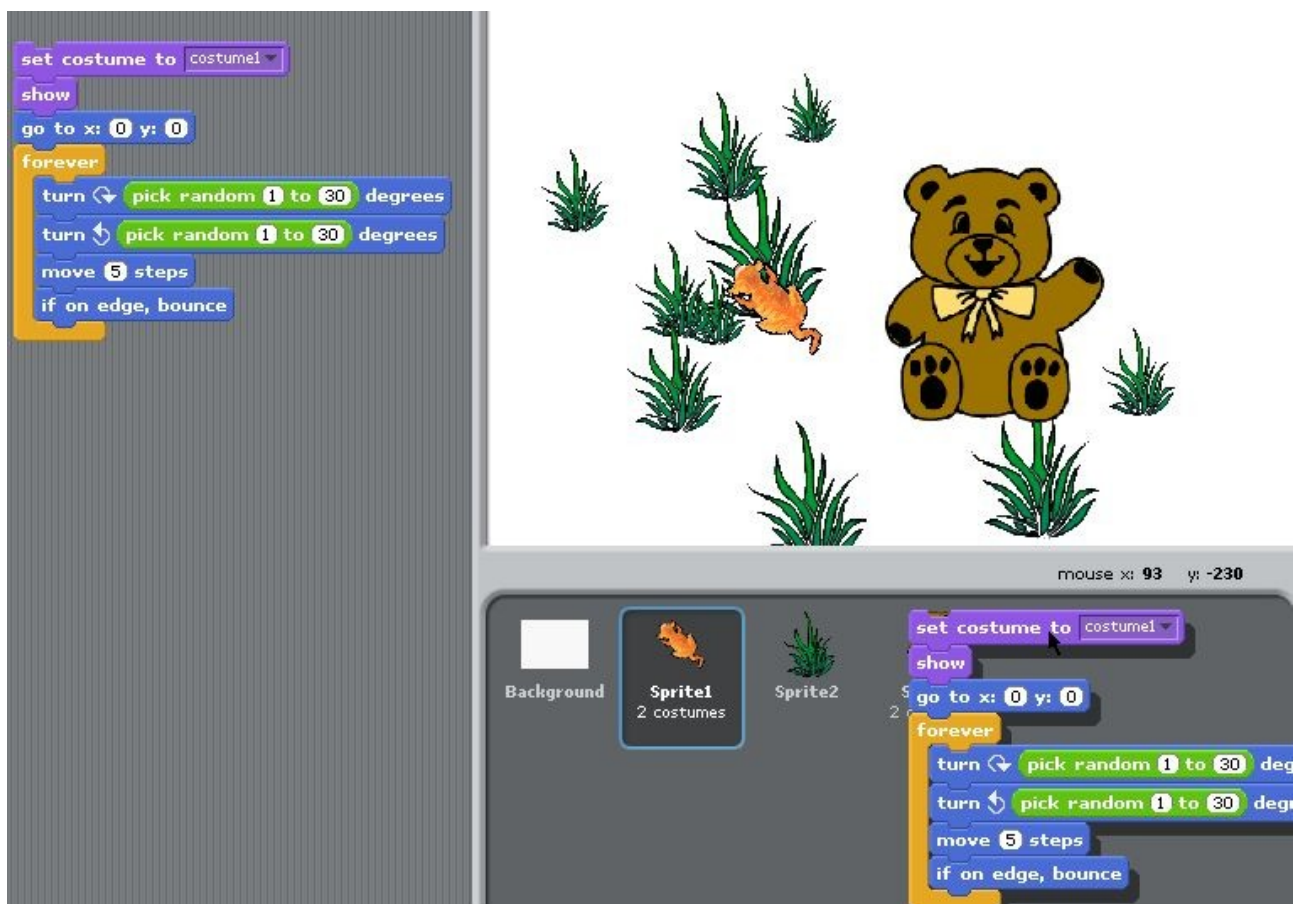 set costume to costume1
show
go to x: 0 y: 0
forever
turn pick random 1 to 30 degrees
turn pick random 1 to 30 degrees
move 5 steps
if on edge, bounce
mouse x: 93 y: -230
Background
Sprite1
2 costumes
Sprite2
S
2
set costume to costume1
show
go to x: 0 y: 0
forever
turn pick random 1 to 30 deg
turn pick random 1 to 30 deg
move 5 steps
if on edge, bounce